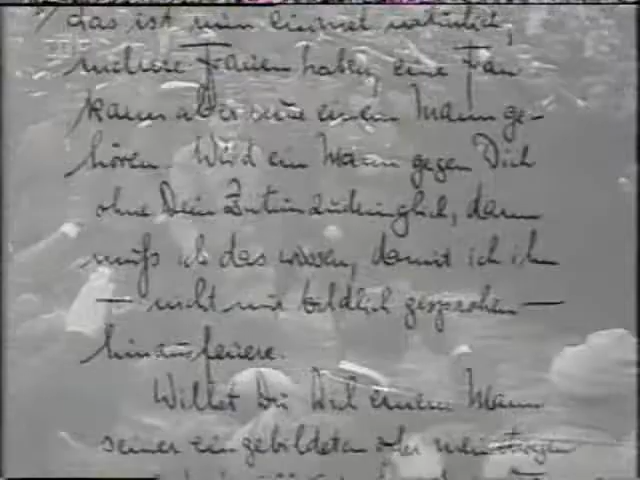 das ist nun einmal natürlich,
mehrere Frauen haben, eine Frau
kann aber nur einem Mann ge-
hören. Wird ein Mann gegen Dich
ohne Dein Zutun zudringlich, dann
muß ich das wissen, damit ich ihn
— nicht nur bildlich gesprochen —
hinausfeuere.
Willst Du Dich einem Mann
seiner eingebildeten oder